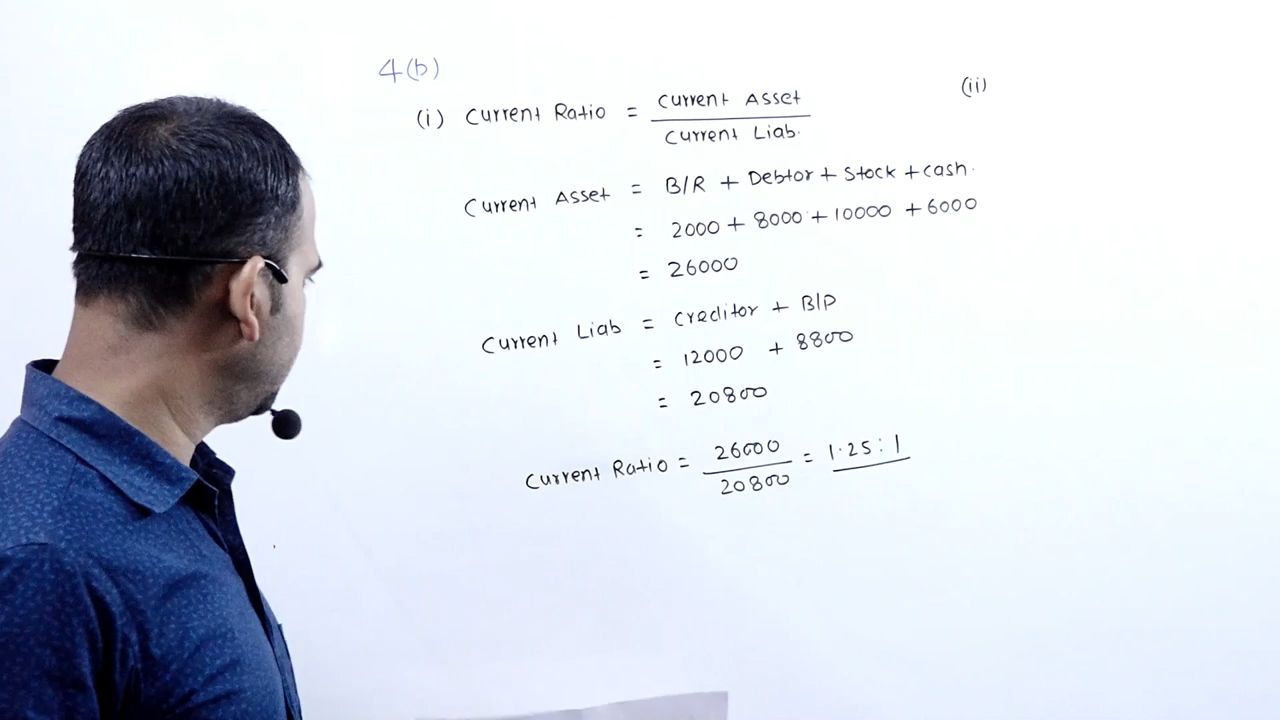 4(b)
(i) Current Ratio = Current Asset / Current Liab.
Current Asset = B/R + Debtor + Stock + cash.
= 2000 + 8000 + 10000 + 6000
= 26000
Current Liab = Creditor + B/P
= 12000 + 8800
= 20800
Current Ratio = 26000 / 20800 = 1.25 : 1
(ii)